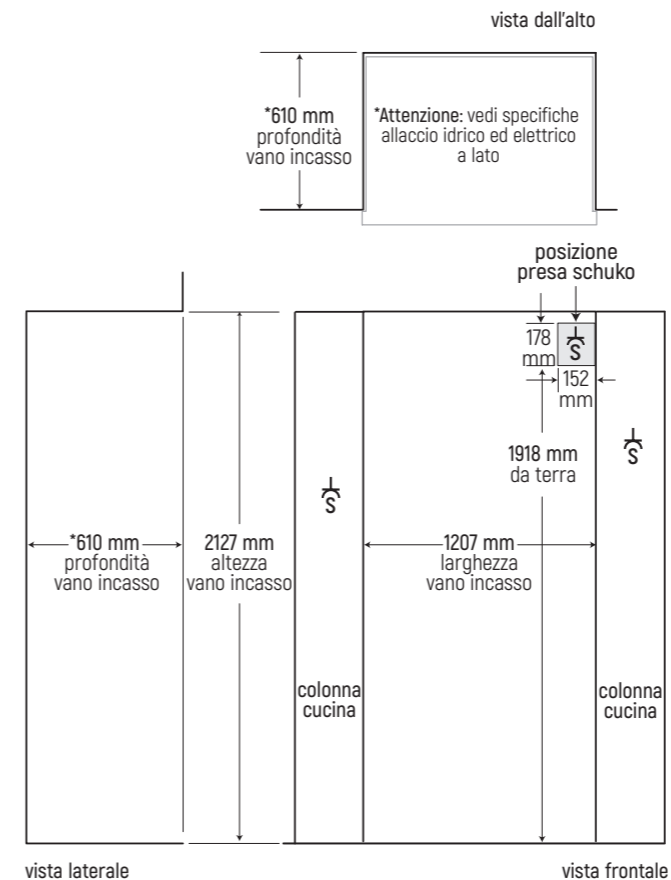 vista dall'alto
*610 mm
profondità
vano incasso
*Attenzione: vedi specifiche
allaccio idrico ed elettrico
a lato
posizione
presa schuko
178
mm
S
152
mm
1918 mm
da terra
S
S
*610 mm
profondità
vano incasso
2127 mm
altezza
vano incasso
1207 mm
larghezza
vano incasso
colonna
cucina
colonna
cucina
vista laterale
vista frontale